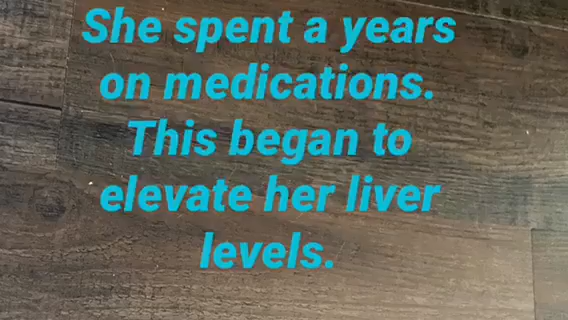 She spent a years
on medications.
This began to
elevate her liver
levels.